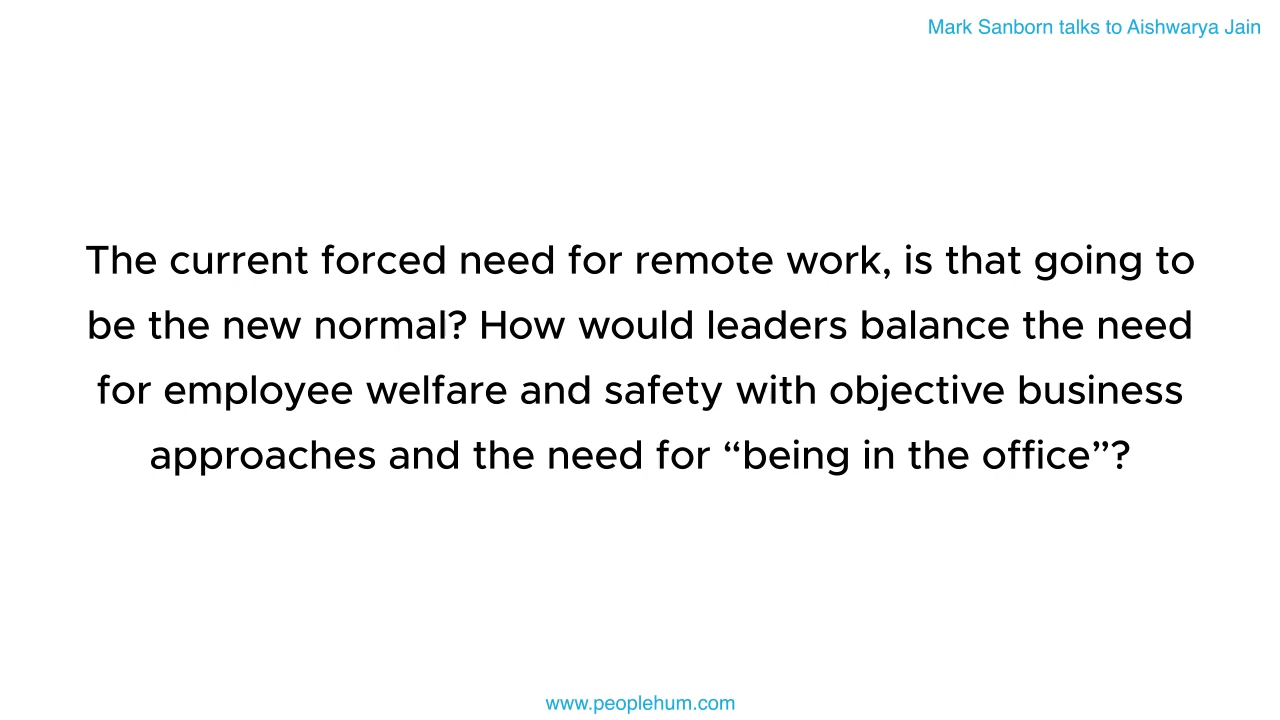 Mark Sanborn talks to Aishwarya Jain
The current forced need for remote work, is that going to
be the new normal? How would leaders balance the need
for employee welfare and safety with objective business
approaches and the need for “being in the office”?
www.peoplehum.com